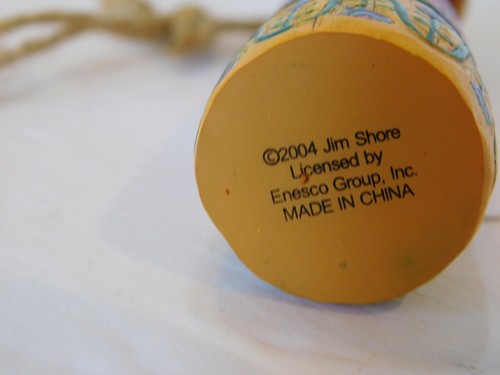 ©2004 Jim Shore
Licensed by
Enesco Group, Inc.
MADE IN CHINA